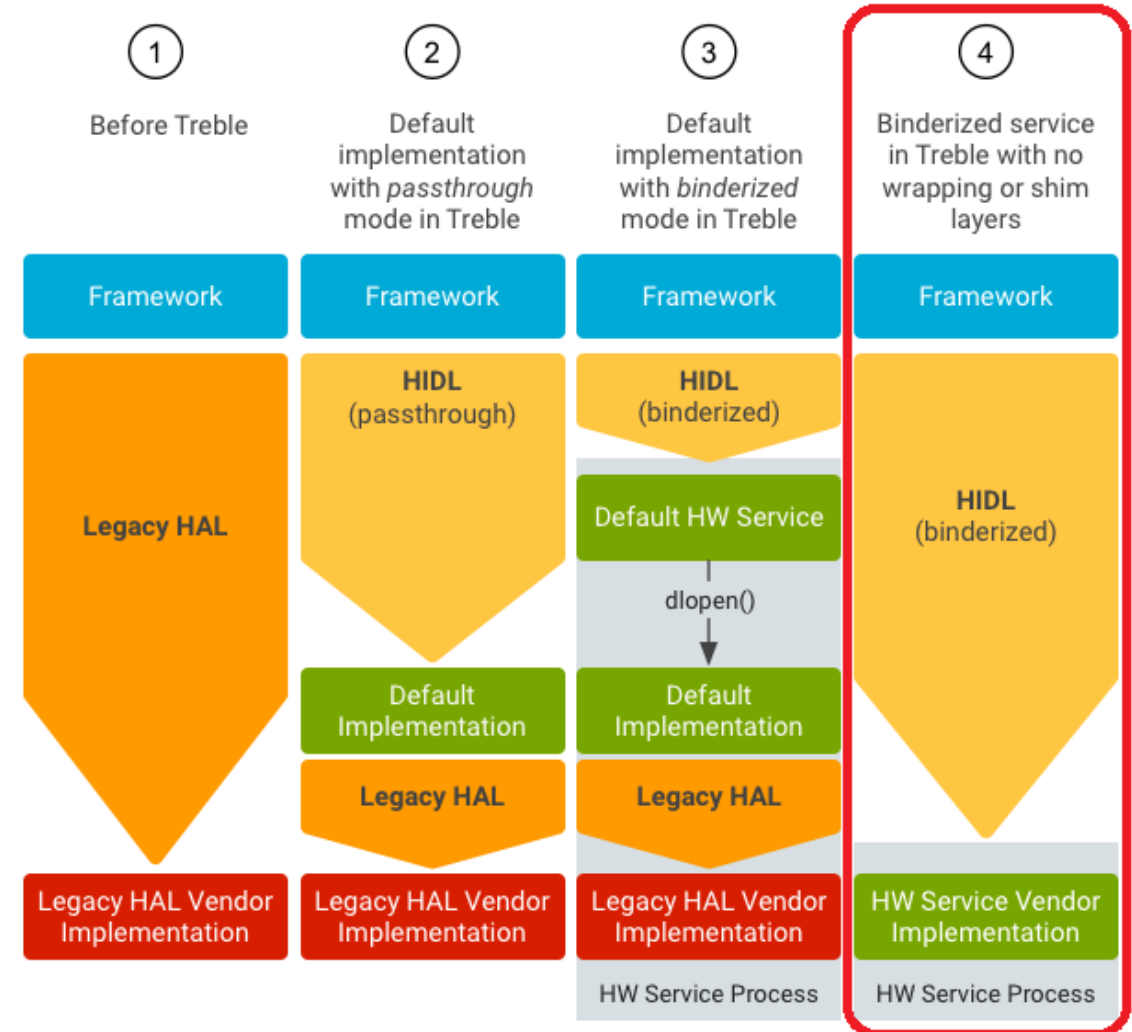 1
Before Treble
Framework
Legacy HAL
Legacy HAL Vendor
Implementation
2
Default
implementation
with passthrough
mode in Treble
Framework
HIDL
(passthrough)
Default
Implementation
Legacy HAL
Legacy HAL Vendor
Implementation
3
Default
implementation
with binderized
mode in Treble
Framework
HIDL
(binderized)
Default HW Service
dlopen()
Default
Implementation
Legacy HAL
Legacy HAL Vendor
Implementation
HW Service Process
4
Binderized service
in Treble with no
wrapping or shim
layers
Framework
HIDL
(binderized)
HW Service Vendor
Implementation
HW Service Process